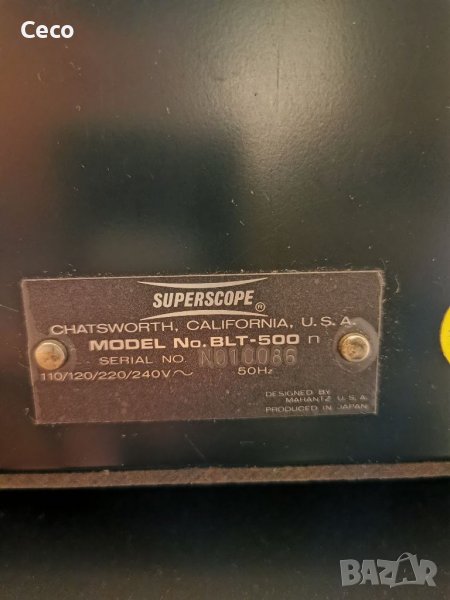 Ceco
SUPERSCOPE®
CHATSWORTH, CALIFORNIA, U.S.A.
MODEL No. BLT-500 n
SERIAL NO. N010086
110/120/220/240V～ 50Hz
DESIGNED BY
MARANTZ U.S.A.
PRODUCED IN JAPAN
BAZAR